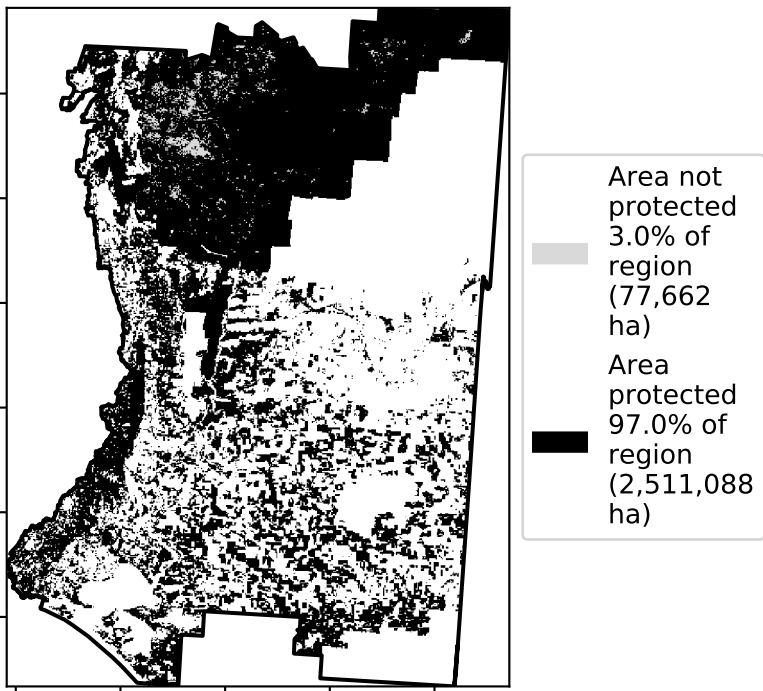 Area not
protected
3.0% of
region
(77,662
ha)
Area
protected
97.0% of
region
(2,511,088
ha)